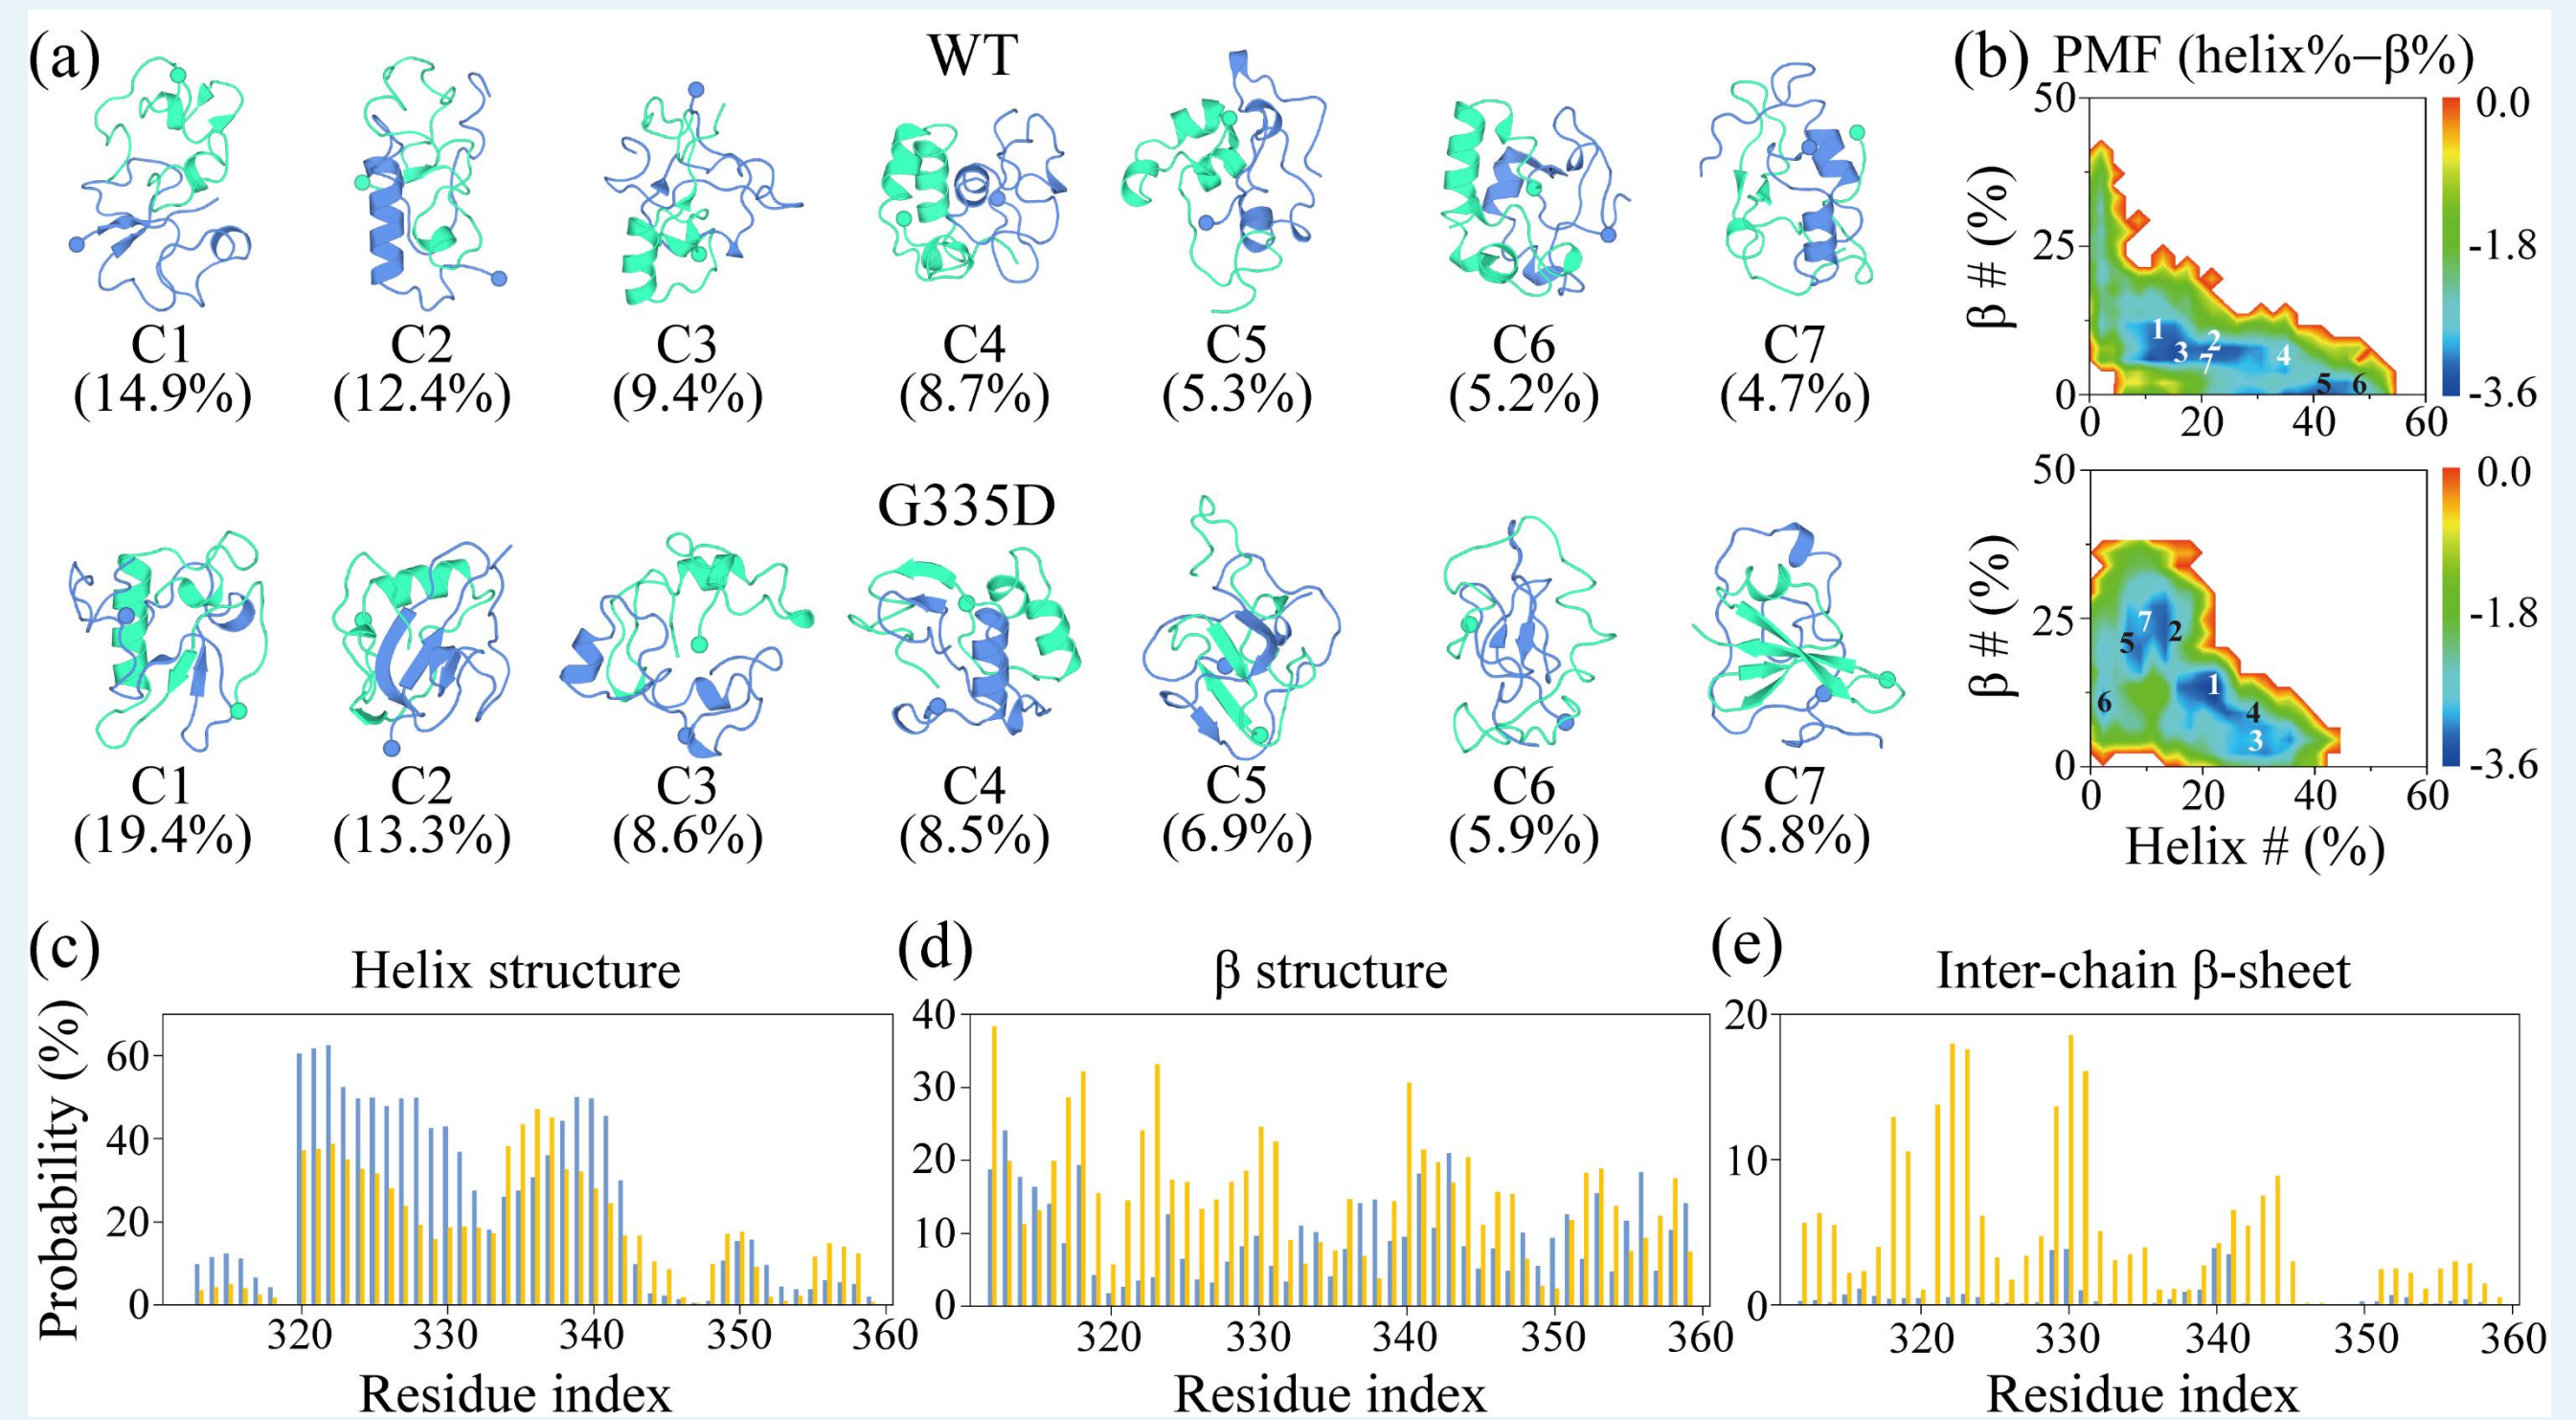 (a)
WT
C1 C2 C3 C4 C5 C6 C7
(14.9%) (12.4%) (9.4%) (8.7%) (5.3%) (5.2%) (4.7%)
G335D
C1 C2 C3 C4 C5 C6 C7
(19.4%) (13.3%) (8.6%) (8.5%) (6.9%) (5.9%) (5.8%)
(b) PMF (helix%−β%)
β # (%)
50
25
0
0 20 40 60
1 2 3 7 4 5 6
0.0
-1.8
-3.6
β # (%)
50
25
0
0 20 40 60
7 5 2 6 1 4 3
0.0
-1.8
-3.6
Helix # (%)
(c)
Helix structure
Probability (%)
60
40
20
0
320 330 340 350 360
Residue index
(d)
β structure
40
30
20
10
0
320 330 340 350 360
Residue index
(e)
Inter-chain β-sheet
20
10
0
320 330 340 350 360
Residue index